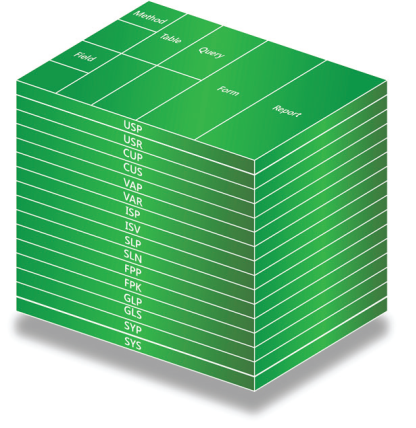 Method
Table
Query
Field
Form
Report
USP
USR
CUP
CUS
VAP
VAR
ISP
ISV
SLP
SLN
FPP
FPK
GLP
GLS
SYP
SYS